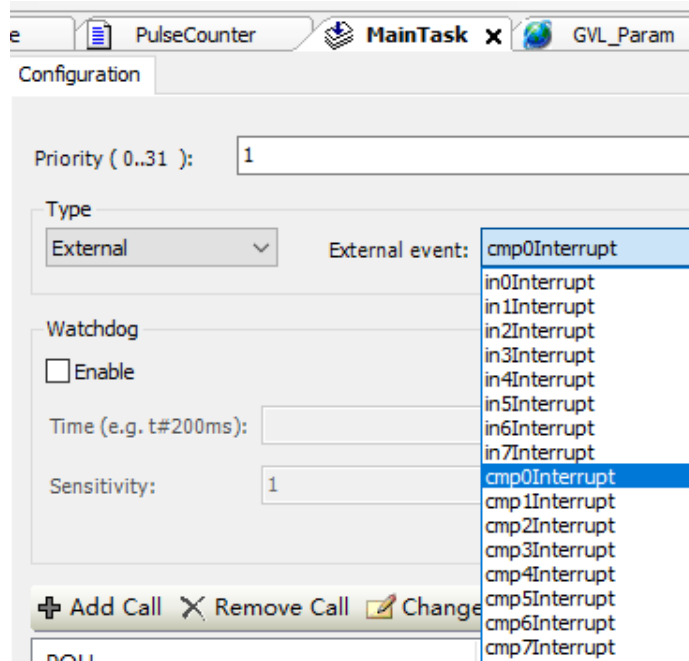 e PulseCounter MainTask GVL_Param
Configuration
Priority ( 0..31 ): 1
Type
External External event: cmp0Interrupt
in0Interrupt
in1Interrupt
in2Interrupt
Watchdog
in3Interrupt
Enable
in4Interrupt
in5Interrupt
Time (e.g. t#200ms):
in6Interrupt
in7Interrupt
Sensitivity: 1
cmp0Interrupt
cmp1Interrupt
cmp2Interrupt
cmp3Interrupt
cmp4Interrupt
Add Call Remove Call Change
cmp5Interrupt
cmp6Interrupt
cmp7Interrupt